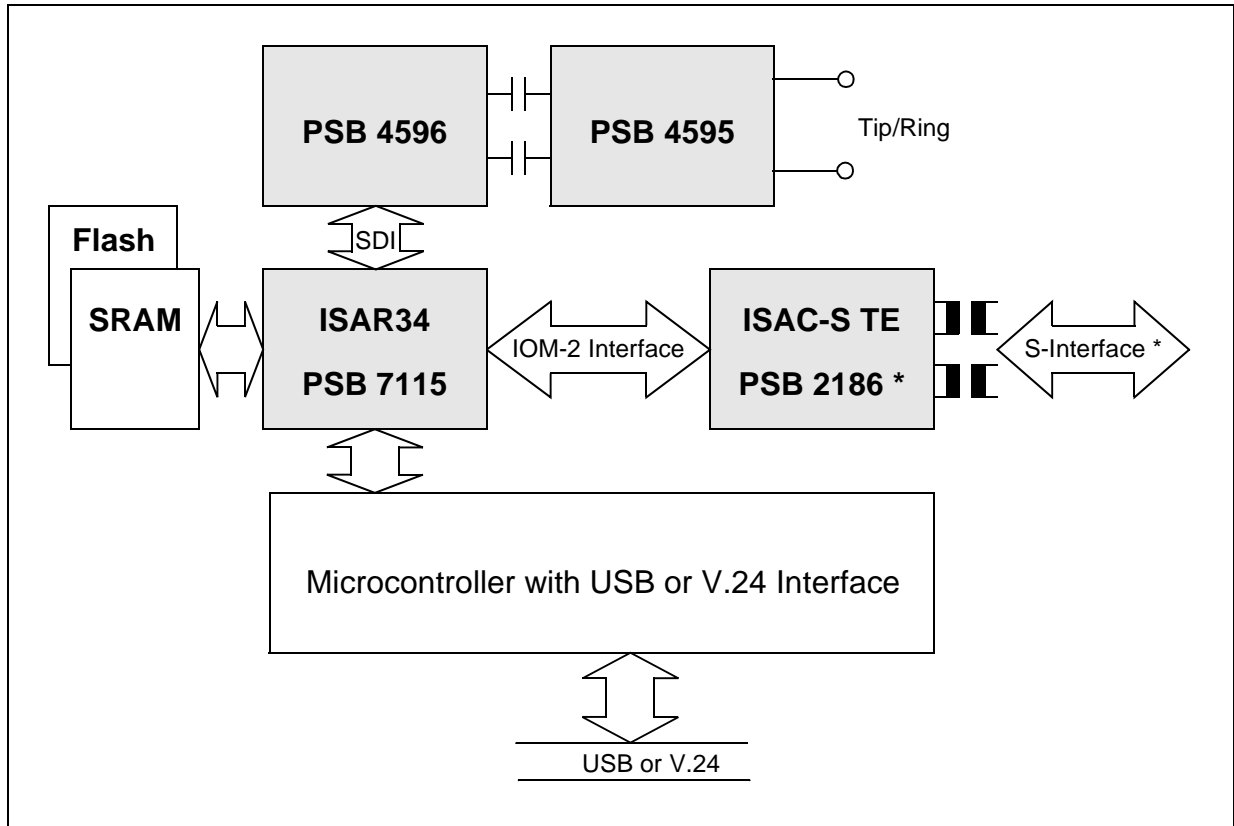 PSB 4596
PSB 4595
Tip/Ring
SDI
Flash
SRAM
ISAR34
PSB 7115
IOM-2 Interface
ISAC-S TE
PSB 2186 *
S-Interface *
Microcontroller with USB or V.24 Interface
USB or V.24